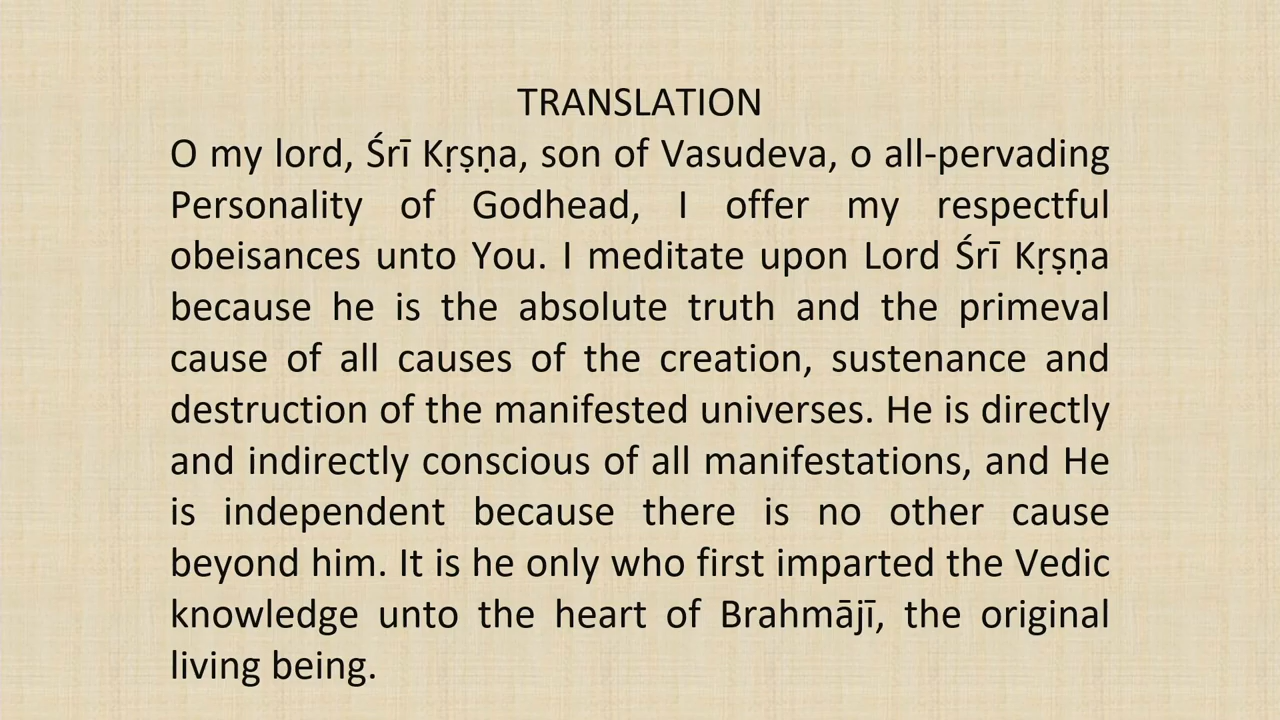 TRANSLATION
O my lord, Śrī Kṛṣṇa, son of Vasudeva, o all-pervading
Personality of Godhead, I offer my respectful
obeisances unto You. I meditate upon Lord Śrī Kṛṣṇa
because he is the absolute truth and the primeval
cause of all causes of the creation, sustenance and
destruction of the manifested universes. He is directly
and indirectly conscious of all manifestations, and He
is independent because there is no other cause
beyond him. It is he only who first imparted the Vedic
knowledge unto the heart of Brahmājī, the original
living being.